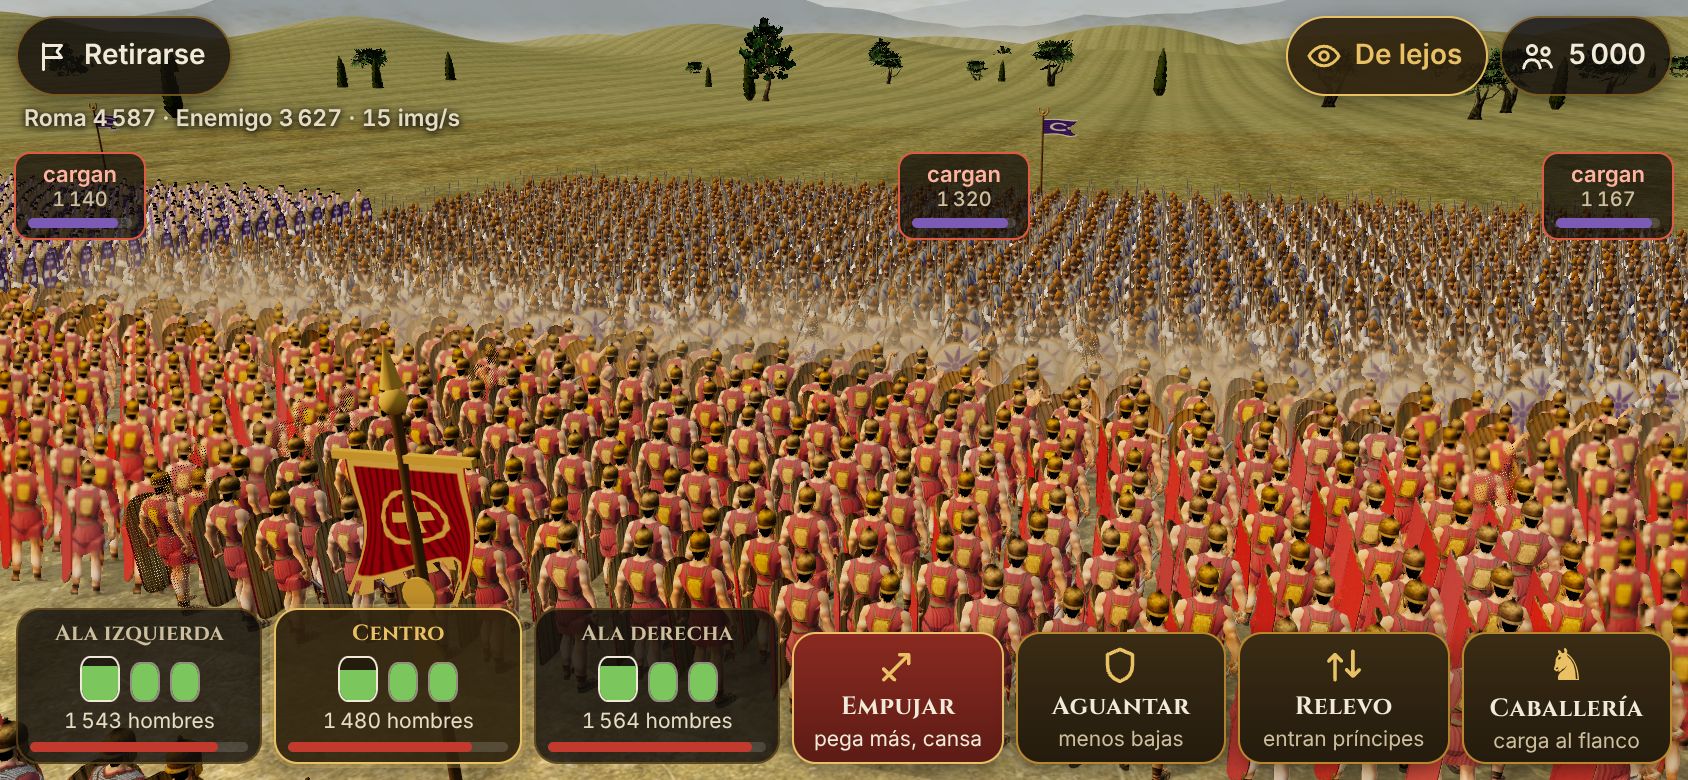 Retirarse
De lejos
5 000
Roma 4 587 · Enemigo 3 627 · 15 img/s
cargan
1 140
cargan
1 320
cargan
1 167
Ala izquierda
1 543 hombres
Centro
1 480 hombres
Ala derecha
1 564 hombres
Empujar
pega más, cansa
Aguantar
menos bajas
Relevo
entran príncipes
Caballería
carga al flanco